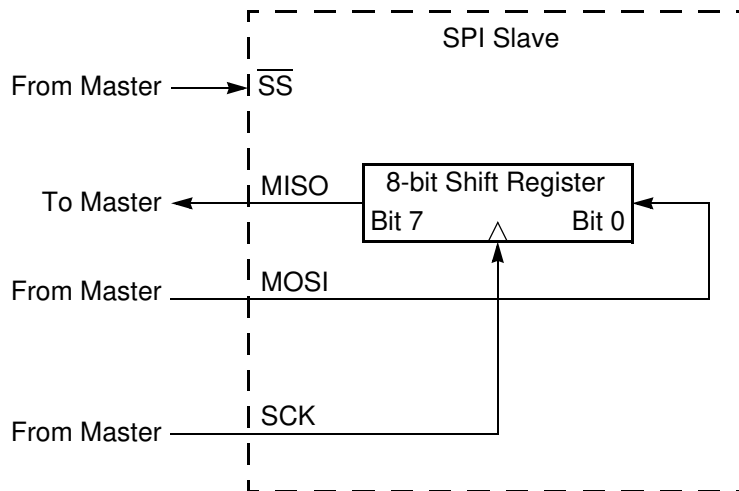 SPI Slave
From Master
S̅S̅
To Master
MISO
8-bit Shift Register
Bit 7
Bit 0
From Master
MOSI
From Master
SCK